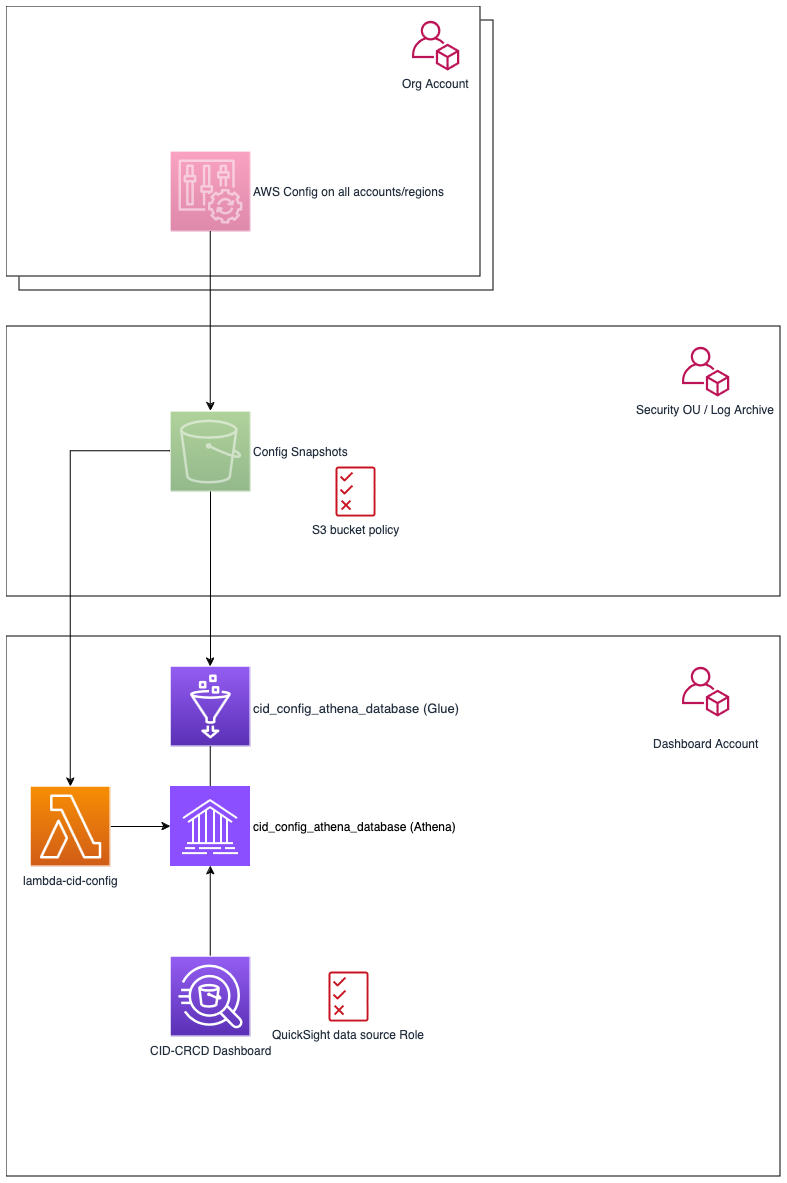 Org Account
AWS Config on all accounts/regions
Security OU / Log Archive
Config Snapshots
S3 bucket policy
cid_config_athena_database (Glue)
Dashboard Account
cid_config_athena_database (Athena)
lambda-cid-config
QuickSight data source Role
CID-CRCD Dashboard